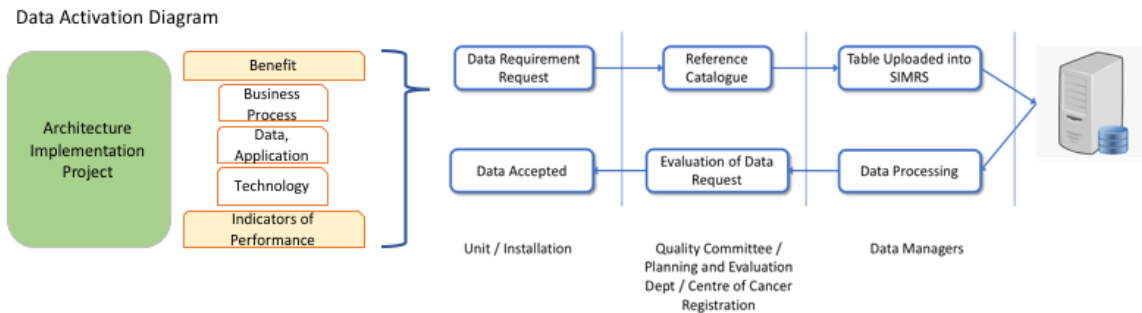 Data Activation Diagram
Architecture
Implementation
Project
Benefit
Business
Process
Data,
Application
Technology
Indicators of
Performance
Data Requirement
Request
Reference
Catalogue
Table Uploaded into
SIMRS
Data Accepted
Evaluation of Data
Request
Data Processing
Unit / Installation
Quality Committee /
Planning and Evaluation
Dept / Centre of Cancer
Registration
Data Managers